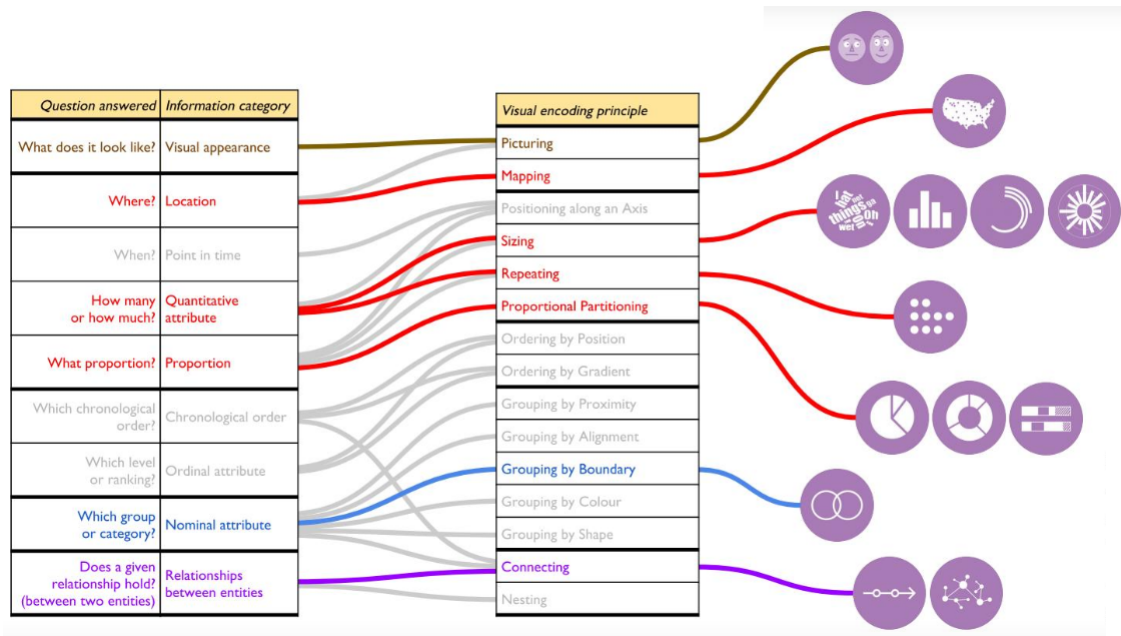 Question answered Information category
What does it look like? Visual appearance
Where? Location
When? Point in time
How many Quantitative
or how much? attribute
What proportion? Proportion
Which chronological
order? Chronological order
Which level
or ranking? Ordinal attribute
Which group
or category? Nominal attribute
Does a given
relationship hold? Relationships
(between two entities) between entities
Visual encoding principle
Picturing
Mapping
Positioning along an Axis
Sizing
Repeating
Proportional Partitioning
Ordering by Position
Ordering by Gradient
Grouping by Proximity
Grouping by Alignment
Grouping by Boundary
Grouping by Colour
Grouping by Shape
Connecting
Nesting
things